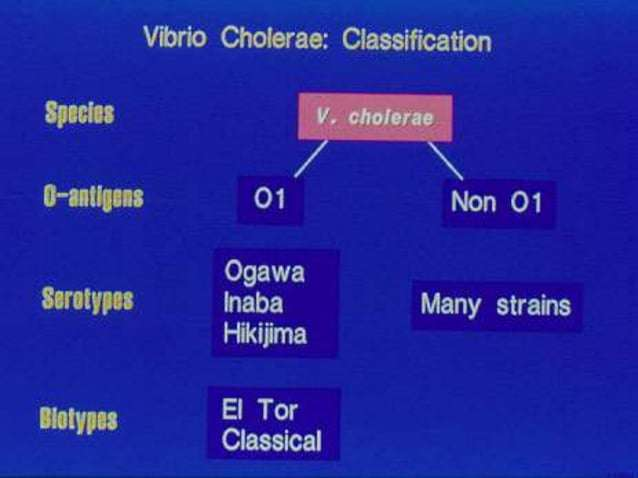 Vibrio Cholerae: Classification
Species
V. cholerae
O-antigens
O1
Non O1
Serotypes
Ogawa
Inaba
Hikijima
Many strains
Biotypes
El Tor
Classical